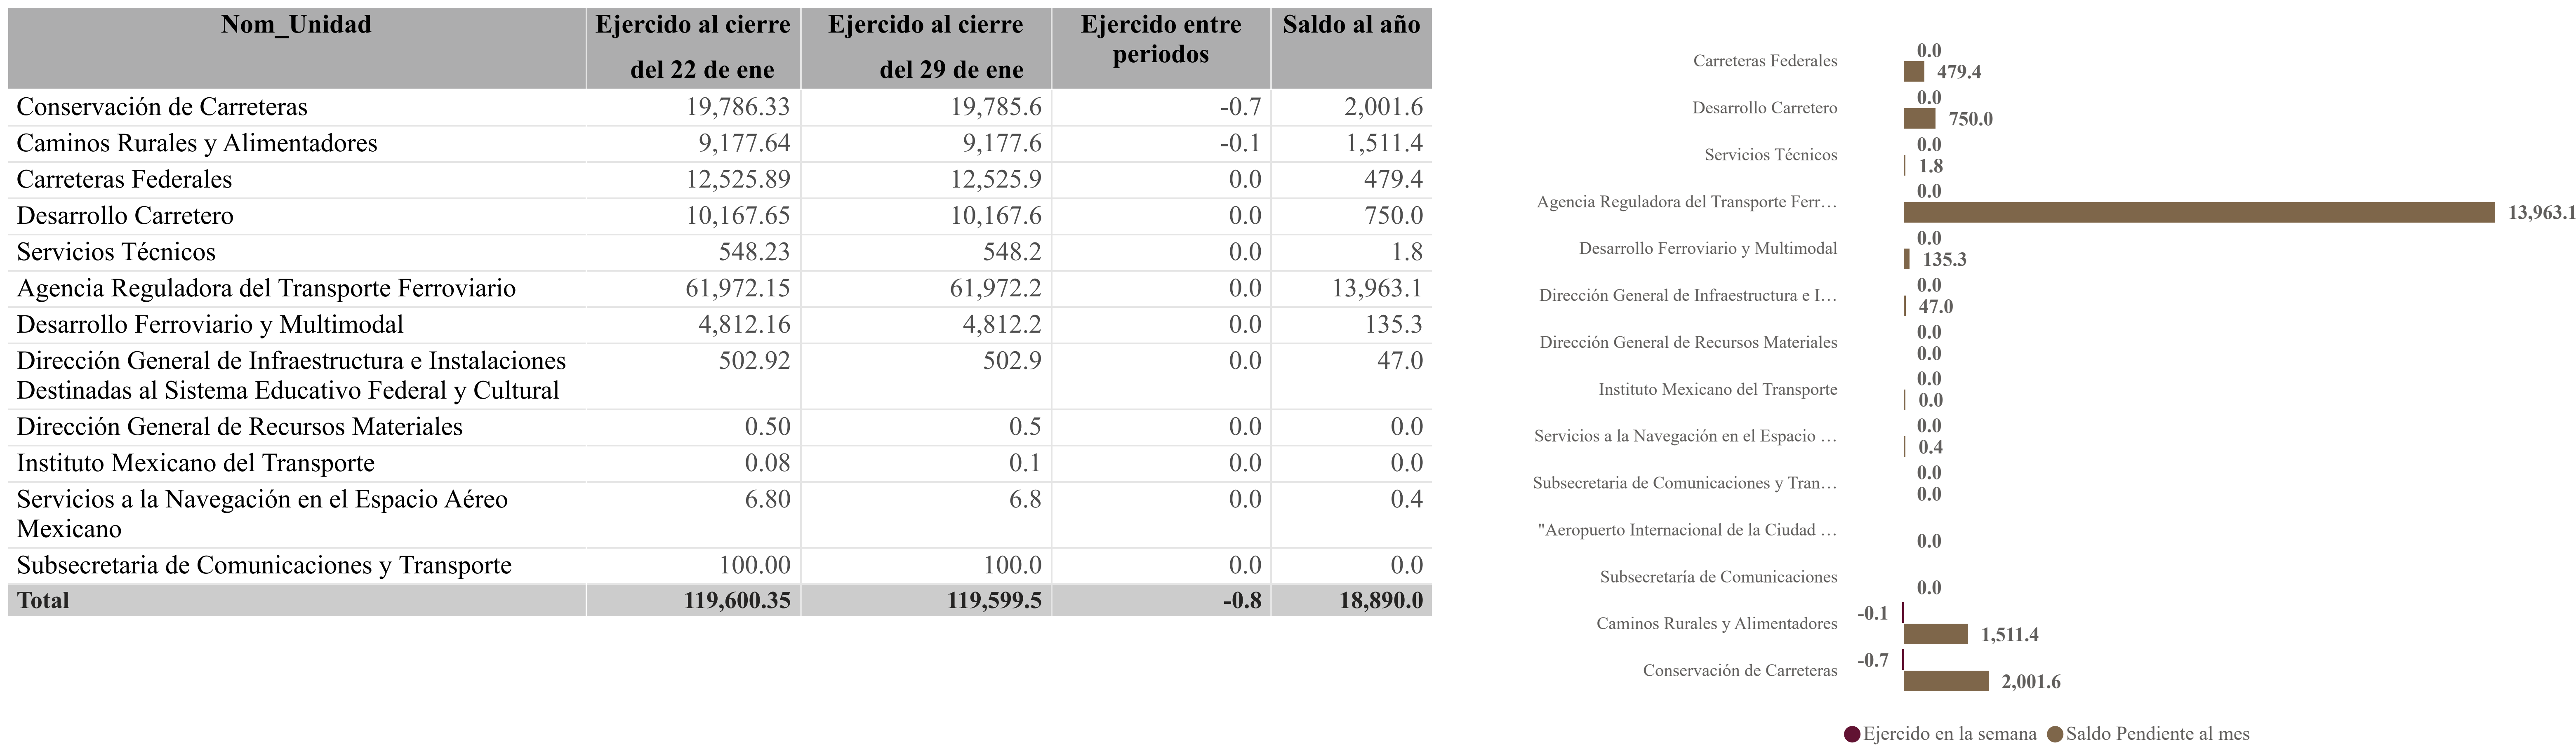 Nom_Unidad Ejercido al cierre del 22 de ene Ejercido al cierre del 29 de ene Ejercido entre periodos Saldo al año
Conservación de Carreteras 19,786.33 19,785.6 -0.7 2,001.6
Caminos Rurales y Alimentadores 9,177.64 9,177.6 -0.1 1,511.4
Carreteras Federales 12,525.89 12,525.9 0.0 479.4
Desarrollo Carretero 10,167.65 10,167.6 0.0 750.0
Servicios Técnicos 548.23 548.2 0.0 1.8
Agencia Reguladora del Transporte Ferroviario 61,972.15 61,972.2 0.0 13,963.1
Desarrollo Ferroviario y Multimodal 4,812.16 4,812.2 0.0 135.3
Dirección General de Infraestructura e Instalaciones 502.92 502.9 0.0 47.0
Destinadas al Sistema Educativo Federal y Cultural
Dirección General de Recursos Materiales 0.50 0.5 0.0 0.0
Instituto Mexicano del Transporte 0.08 0.1 0.0 0.0
Servicios a la Navegación en el Espacio Aéreo 6.80 6.8 0.0 0.4
Mexicano
Subsecretaria de Comunicaciones y Transporte 100.00 100.0 0.0 0.0
Total 119,600.35 119,599.5 -0.8 18,890.0
0.0
Carreteras Federales
479.4
0.0
Desarrollo Carretero
750.0
0.0
Servicios Técnicos
1.8
0.0
Agencia Reguladora del Transporte Ferr…
13,963.1
0.0
Desarrollo Ferroviario y Multimodal
135.3
0.0
Dirección General de Infraestructura e I…
47.0
0.0
Dirección General de Recursos Materiales
0.0
0.0
Instituto Mexicano del Transporte
0.0
0.0
Servicios a la Navegación en el Espacio …
0.4
0.0
Subsecretaria de Comunicaciones y Tran…
0.0
"Aeropuerto Internacional de la Ciudad …
0.0
Subsecretaría de Comunicaciones
0.0
-0.1
Caminos Rurales y Alimentadores
1,511.4
-0.7
Conservación de Carreteras
2,001.6
Ejercido en la semana Saldo Pendiente al mes